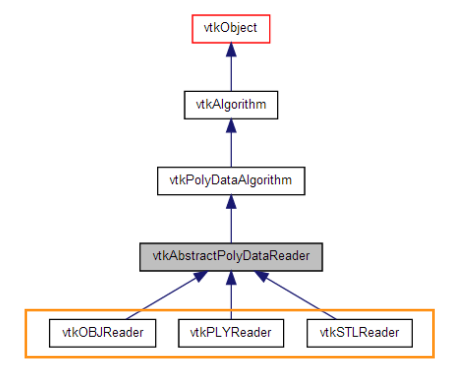 vtkObject
vtkAlgorithm
vtkPolyDataAlgorithm
vtkAbstractPolyDataReader
vtkOBJReader vtkPLYReader vtkSTLReader